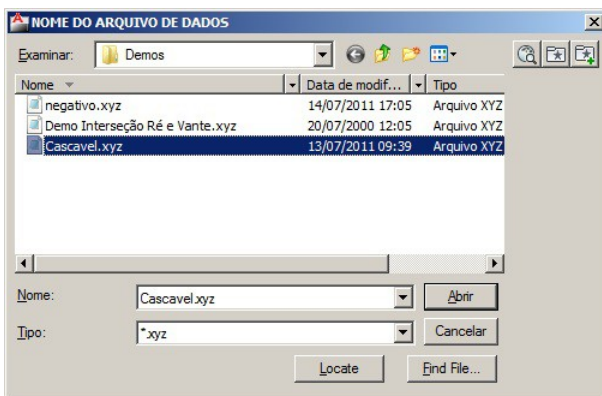 NOME DO ARQUIVO DE DADOS
Examinar: Demos
Nome Data de modif... Tipo
negativo.xyz 14/07/2011 17:05 Arquivo XYZ
Demo Interseção Ré e Vante.xyz 20/07/2000 12:05 Arquivo XYZ
Cascavel.xyz 13/07/2011 09:39 Arquivo XYZ
Nome: Cascavel.xyz Abrir
Tipo: *.xyz Cancelar
Locate Find File...